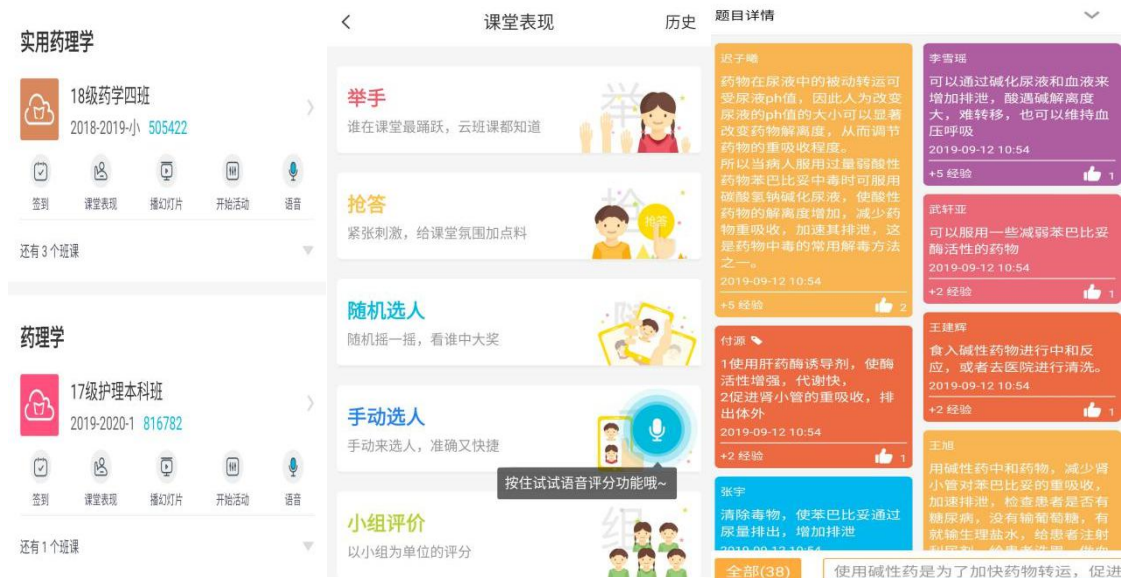 实用药理学
18级药学四班
2018-2019-小 505422
签到 课堂表现 播幻灯片 开始活动 语音
还有 3 个班课
药理学
17级护理本科班
2019-2020-1 816782
签到 课堂表现 播幻灯片 开始活动 语音
还有 1 个班课
课堂表现 历史
举手
谁在课堂最踊跃，云班课都知道
举
抢答
紧张刺激，给课堂氛围加点料
抢
抢答
随机选人
随机摇一摇，看谁中大奖
随
手动选人
手动来选人，准确又快捷
按住试试语音评分功能哦~
小组评价
以小组为单位的评分
组
题目详情
迟子曦
药物在尿液中的被动转运可
受尿液ph值，因此人为改变
尿液的ph值的大小可以显著
改变药物解离度，从而调节
药物的重吸收程度。
所以当病人服用过量弱酸性
药物苯巴比妥中毒时可服用
碳酸氢钠碱化尿液，使酸性
药物的解离度增加，减少药
物重吸收，加速其排泄，这
是药物中毒的常用解毒方法
之一。
2019-09-12 10:54
+5 经验 2
付源
1使用肝药酶诱导剂，使酶
活性增强，代谢快，
2促进肾小管的重吸收，排
出体外
2019-09-12 10:54
+2 经验 1
张宇
清除毒物，使苯巴比妥通过
尿量排出，增加排泄
2019-09-12 10:54
李雪瑶
可以通过碱化尿液和血液来
增加排泄，酸遇碱解离度
大，难转移，也可以维持血
压呼吸
2019-09-12 10:54
+5 经验 1
武轩亚
可以服用一些减弱苯巴比妥
酶活性的药物
2019-09-12 10:54
+2 经验 1
王建辉
食入碱性药物进行中和反
应，或者去医院进行清洗。
2019-09-12 10:54
+2 经验 1
王旭
用碱性药中和药物，减少肾
小管对苯巴比妥的重吸收，
加速排泄，检查患者是否有
糖尿病，没有输葡萄糖，有
就输生理盐水，给患者注射
全部(38) 使用碱性药是为了加快药物转运，促进